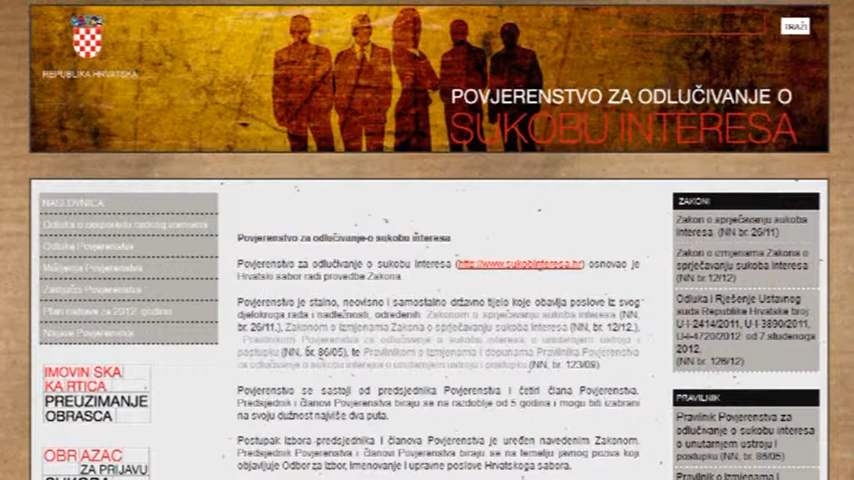 TRAŽI
REPUBLIKA HRVATSKA
POVJERENSTVO ZA ODLUČIVANJE O
SUKOBU INTERESA
NASLOVNICA
Odluka o rasporedu radnog vremena
Odluke Povjerenstva
Mišljenja Povjerenstva
Zaključci Povjerenstva
Plan nabave za 2012. godinu
Najave Povjerenstva
IMOVINSKA
KARTICA
PREUZIMANJE
OBRASCA
OBRAZAC
ZA PRIJAVU
SUKOBA
Povjerenstvo za odlučivanje o sukobu interesa
Povjerenstvo za odlučivanje o sukobu interesa (http://www.sukobinteresa.hr) osnovao je
Hrvatski sabor radi provedbe Zakona.
Povjerenstvo je stalno, neovisno i samostalno državno tijelo koje obavlja poslove iz svog
djelokruga rada i nadležnosti, određenih Zakonom o sprječavanju sukoba interesa (NN,
br. 26/11.), Zakonom o izmjenama Zakona o sprječavanju sukoba interesa (NN, br. 12/12.),
Pravilnikom Povjerenstva za odlučivanje o sukobu interesa o unutarnjem ustroju i
postupku (NN, br. 86/05), te Pravilnikom o izmjenama i dopunama Pravilnika Povjerenstva
za odlučivanje o sukobu interesa o unutarnjem ustroju i postupku (NN, br. 123/09)
Povjerenstvo se sastoji od predsjednika Povjerenstva i četiri člana Povjerenstva.
Predsjednik i članovi Povjerenstva biraju se na razdoblje od 5 godina i mogu biti izabrani
na svoju dužnost najviše dva puta.
Postupak izbora predsjednika i članova Povjerenstva je uređen navedenim Zakonom.
Predsjednik Povjerenstva i članovi Povjerenstva biraju se na temelju javnog poziva koji
objavljuje Odbor za izbor, imenovanje i upravne poslove Hrvatskoga sabora.
ZAKONI
Zakon o sprječavanju sukoba
interesa (NN br. 26/11)
Zakon o izmjenama Zakona o
sprječavanju sukoba interesa
(NN br. 12/12)
Odluka i Rješenje Ustavnog
suda Republike Hrvatske broj:
U-I-2414/2011, U-I-3890/2011,
U-I-4720/2012 od 7. studenoga
2012.
(NN br. 126/12)
PRAVILNIK
Pravilnik Povjerenstva za
odlučivanje o sukobu interesa
o unutarnjem ustroju i
postupku (NN, br. 86/05)
Pravilnik o izmjenama i